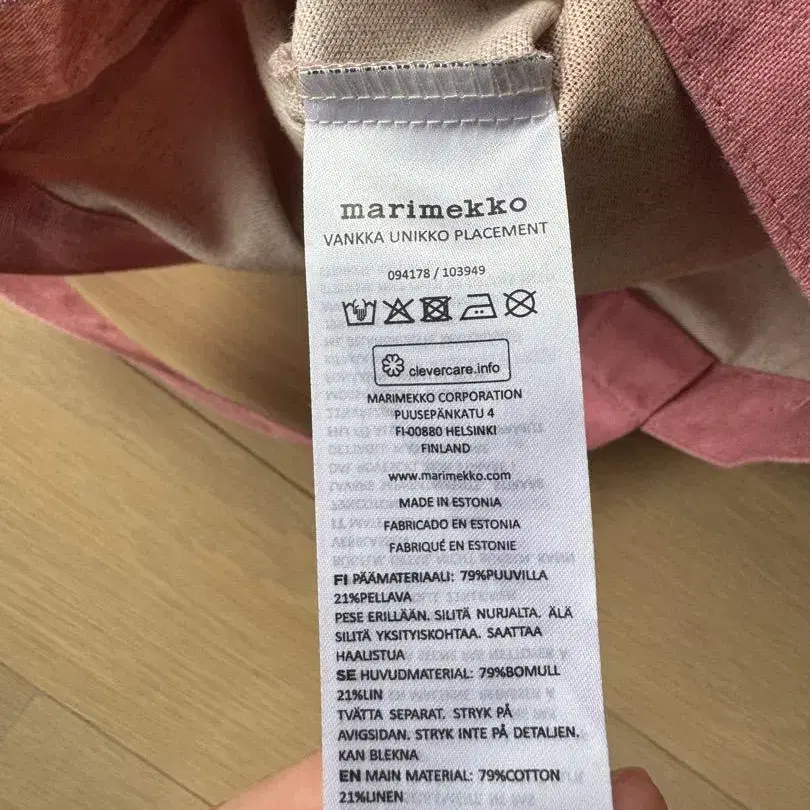 marimekko
VANKKA UNIKKO PLACEMENT
094178 / 103949
clevercare.info
MARIMEKKO CORPORATION
PUUSEPÄNKATU 4
FI-00880 HELSINKI
FINLAND
www.marimekko.com
MADE IN ESTONIA
FABRICADO EN ESTONIA
FABRIQUÉ EN ESTONIE
FI PÄÄMATERIAALI: 79%PUUVILLA
21%PELLAVA
PESE ERILLÄÄN. SILITÄ NURJALTA. ÄLÄ
SILITÄ YKSITYISKOHTAA. SAATTAA
HAALISTUA
SE HUVUDMATERIAL: 79%BOMULL
21%LIN
TVÄTTA SEPARAT. STRYK PÅ
AVIGSIDAN. STRYK INTE PÅ DETALJEN.
KAN BLEKNA
EN MAIN MATERIAL: 79%COTTON
21%LINEN